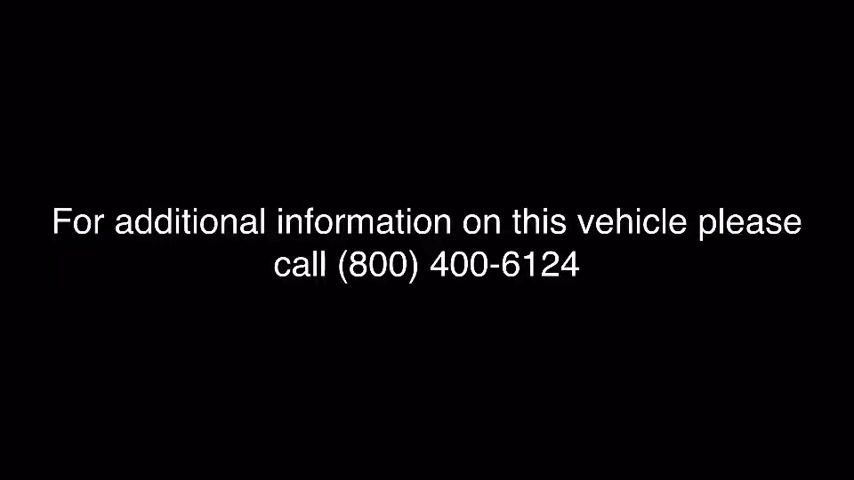 For additional information on this vehicle please
call (800) 400-6124